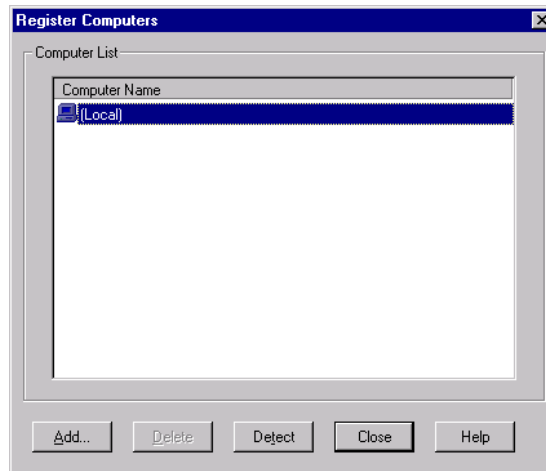 Register Computers
Computer List
Computer Name
(Local)
Add... Delete Detect Close Help